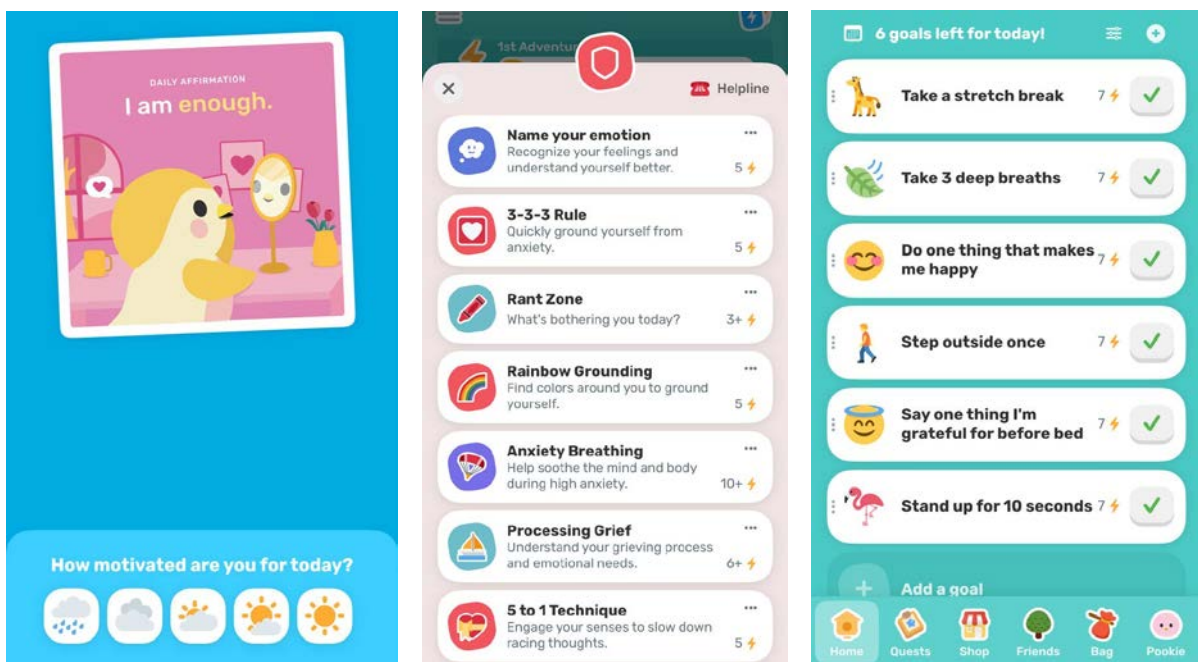 DAILY AFFIRMATION
I am enough.
How motivated are you for today?
1st Adventu
Helpline
Name your emotion
Recognize your feelings and
understand yourself better.
5
3-3-3 Rule
Quickly ground yourself from
anxiety.
5
Rant Zone
What's bothering you today?
3+
Rainbow Grounding
Find colors around you to ground
yourself.
5
Anxiety Breathing
Help soothe the mind and body
during high anxiety.
10+
Processing Grief
Understand your grieving process
and emotional needs.
6+
5 to 1 Technique
Engage your senses to slow down
racing thoughts.
5
6 goals left for today!
Take a stretch break 7
Take 3 deep breaths 7
Do one thing that makes
me happy
7
Step outside once 7
Say one thing I'm
grateful for before bed
7
Stand up for 10 seconds 7
Add a goal
Home Quests Shop Friends Bag Pookie